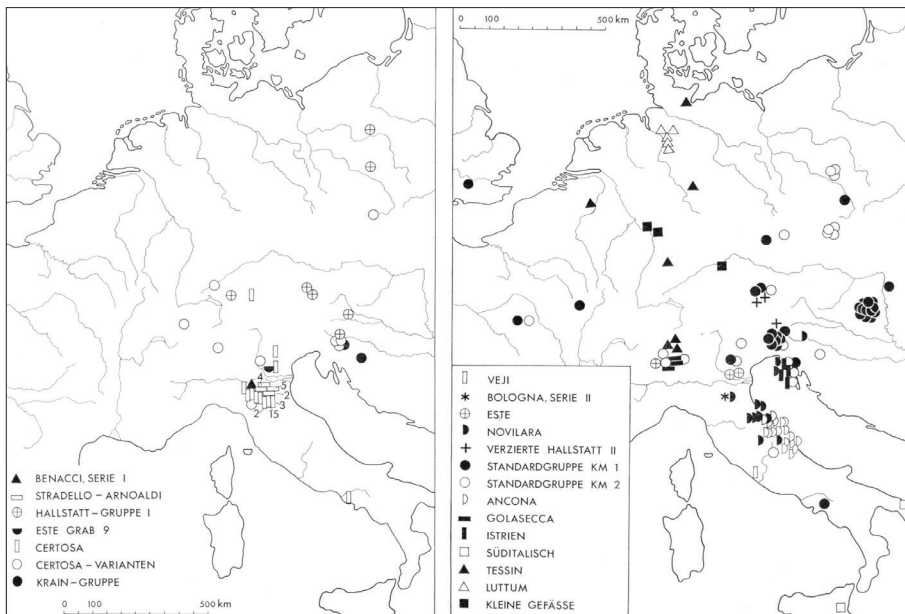 4
5
2
3
2 15
BENACCI, SERIE I
STRADELLO – ARNOALDI
HALLSTATT – GRUPPE I
ESTE GRAB 9
CERTOSA
CERTOSA – VARIANTEN
KRAIN – GRUPPE
0 100 500 km
0 100 500 km
VEJI
BOLOGNA, SERIE II
ESTE
NOVILARA
VERZIERTE HALLSTATT II
STANDARDGRUPPE KM 1
STANDARDGRUPPE KM 2
ANCONA
GOLASECCA
ISTRIEN
SÜDITALISCH
TESSIN
LUTTUM
KLEINE GEFÄSSE